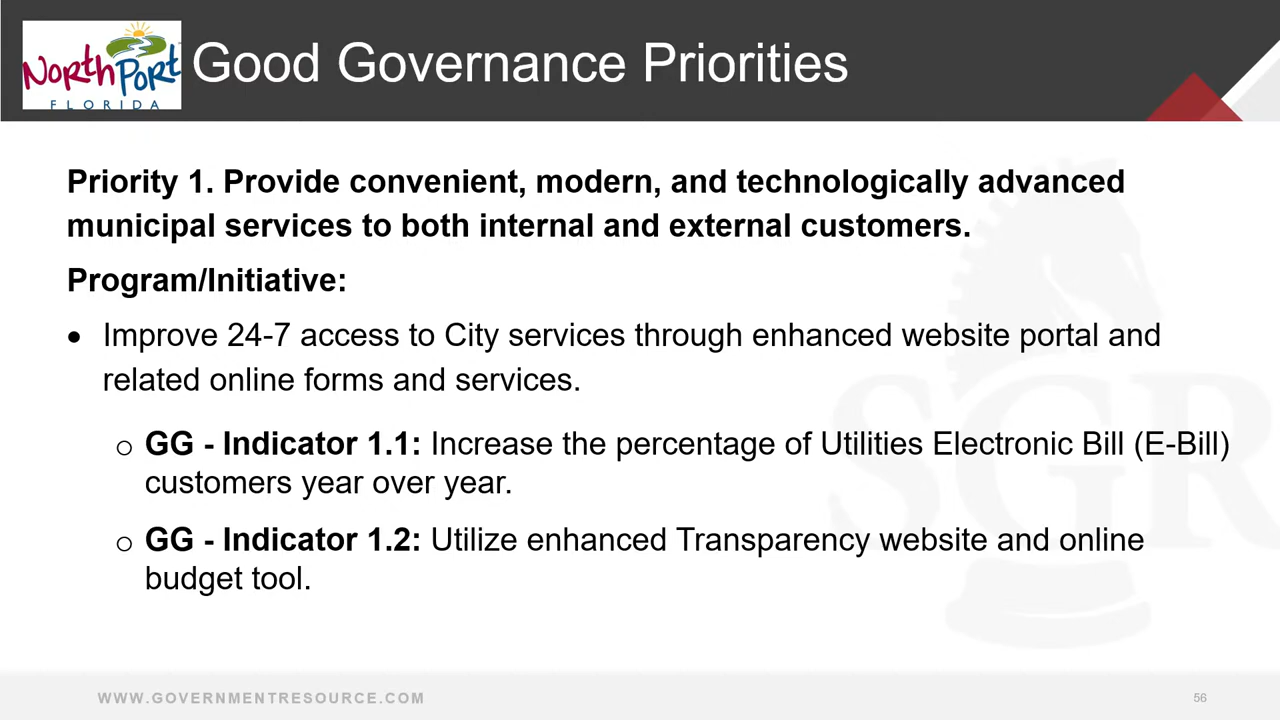 North Port
FLORIDA
Good Governance Priorities
Priority 1. Provide convenient, modern, and technologically advanced
municipal services to both internal and external customers.
Program/Initiative:
• Improve 24-7 access to City services through enhanced website portal and
related online forms and services.
o GG - Indicator 1.1: Increase the percentage of Utilities Electronic Bill (E-Bill)
customers year over year.
o GG - Indicator 1.2: Utilize enhanced Transparency website and online
budget tool.
SGR
WWW.GOVERNMENTRESOURCE.COM
56